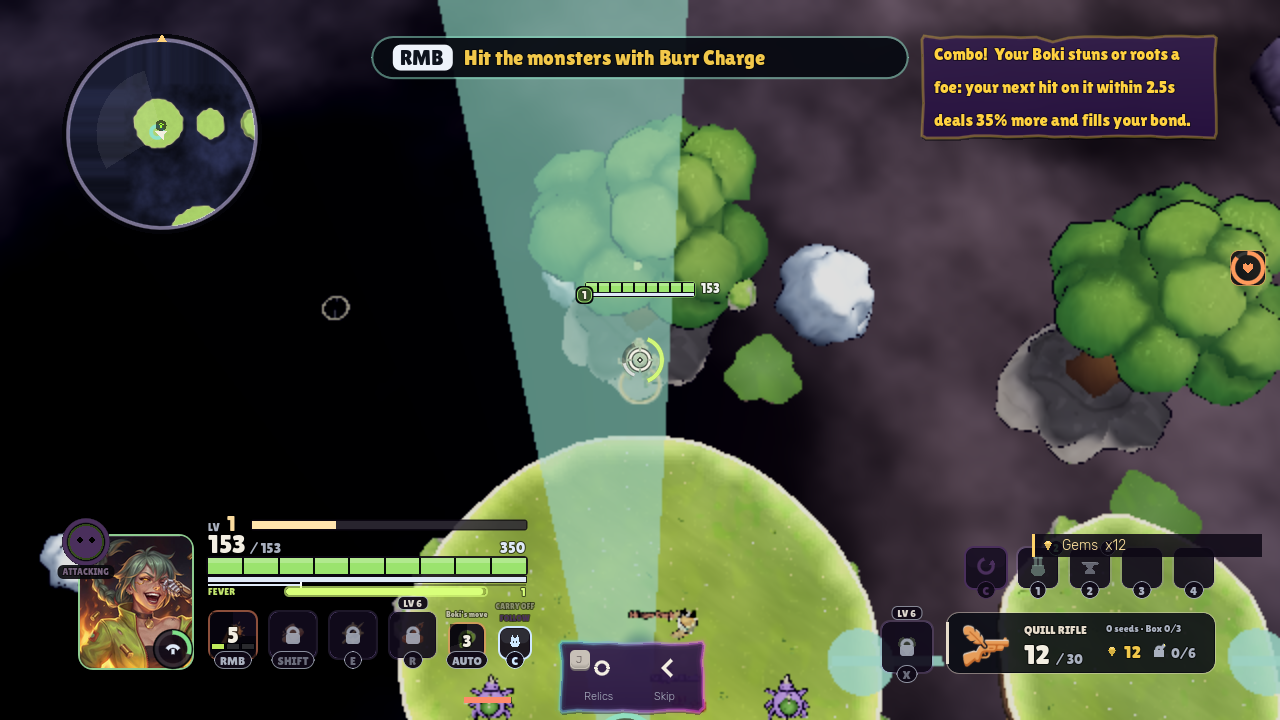 RMB Hit the monsters with Burr Charge
Combo! Your Boki stuns or roots a
foe: your next hit on it within 2.5s
deals 35% more and fills your bond.
1 153
LV 1
153 / 153 350
FEVER 1
ATTACKING
LV 6
Boki's move
CARRY OFF
FOLLOW
5 3
RMB SHIFT E R AUTO C
J
Relics Skip
Gems x12
C 1 2 3 4
LV 6
X
QUILL RIFLE 0 seeds · Box 0/3
12 / 30 12 0/6